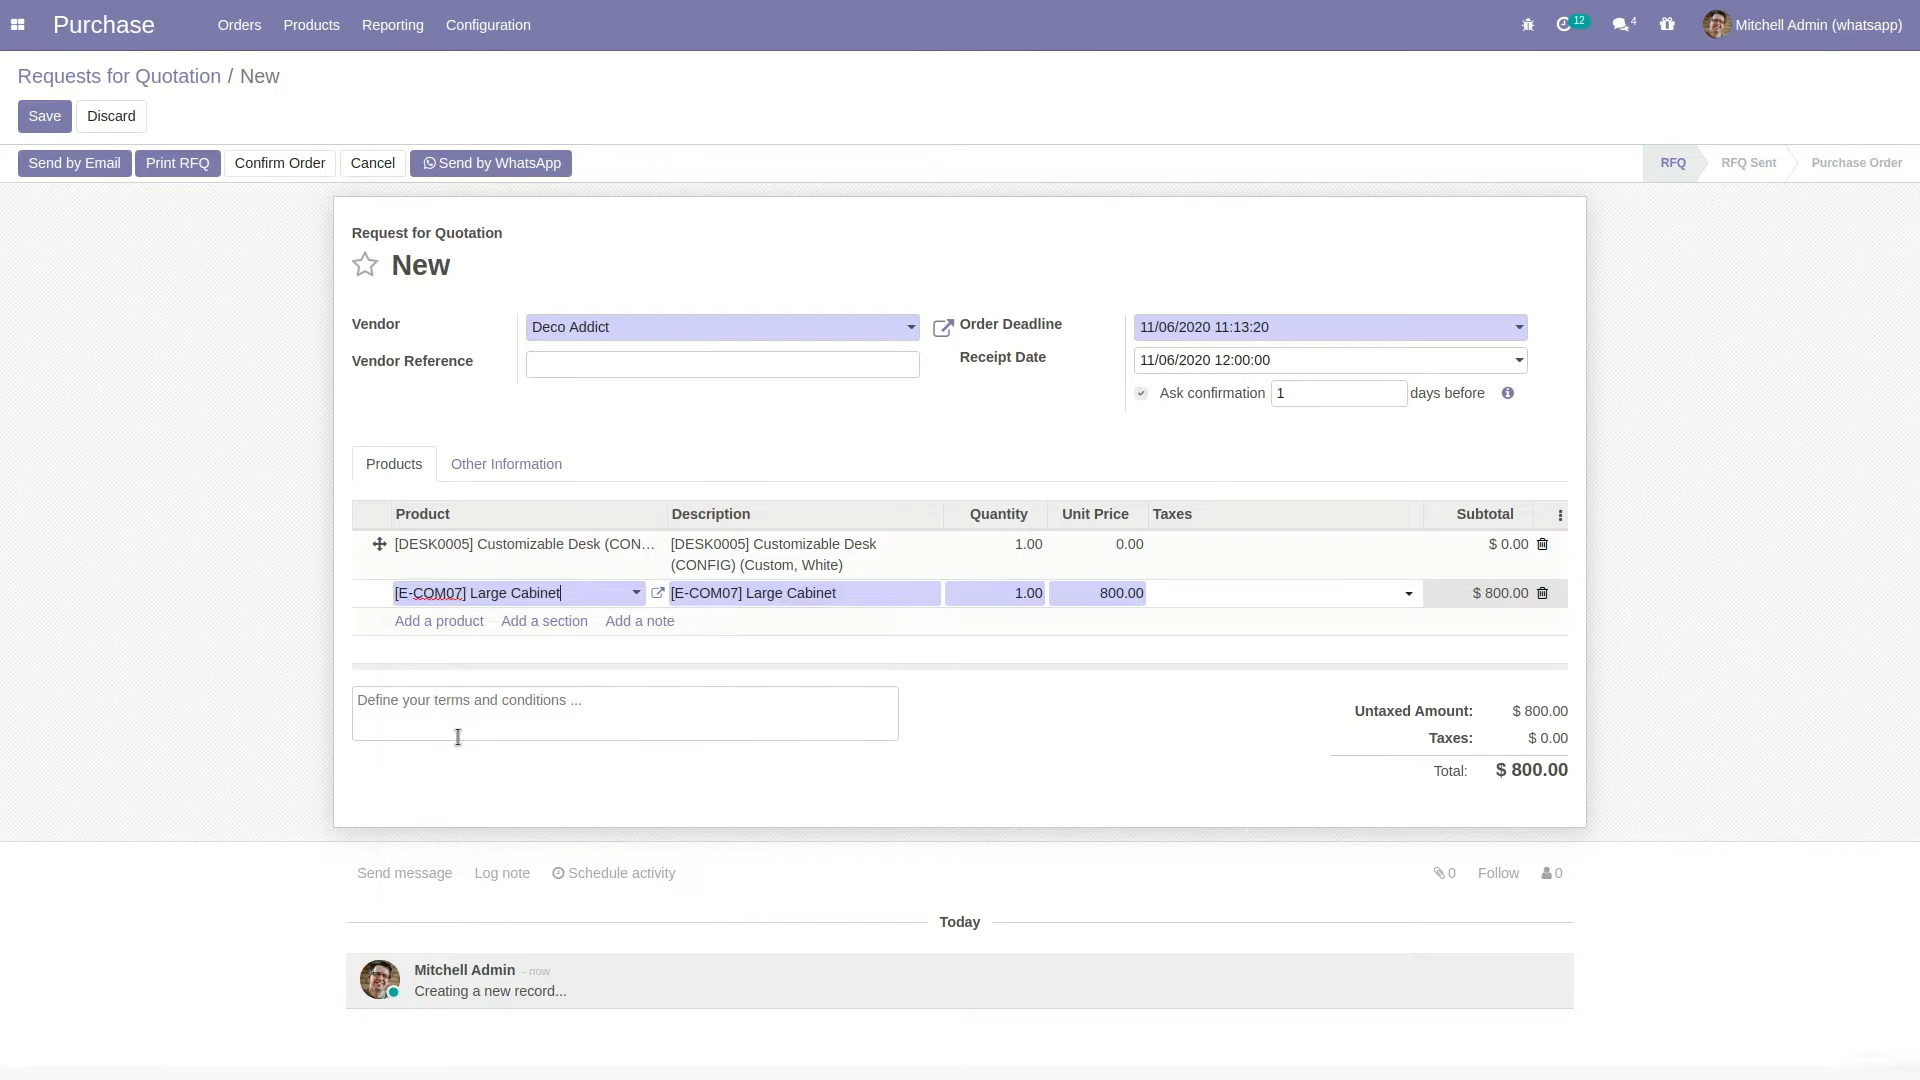 Purchase Orders Products Reporting Configuration 12 4 Mitchell Admin (whatsapp)
Requests for Quotation / New
Save Discard
Send by Email Print RFQ Confirm Order Cancel Send by WhatsApp RFQ RFQ Sent Purchase Order
Request for Quotation
New
Vendor Deco Addict Order Deadline 11/06/2020 11:13:20
Vendor Reference Receipt Date 11/06/2020 12:00:00
Ask confirmation 1 days before
Products Other Information
Product Description Quantity Unit Price Taxes Subtotal
[DESK0005] Customizable Desk (CON... [DESK0005] Customizable Desk 1.00 0.00 $ 0.00
(CONFIG) (Custom, White)
[E-COM07] Large Cabinet [E-COM07] Large Cabinet 1.00 800.00 $ 800.00
Add a product Add a section Add a note
Define your terms and conditions ...
Untaxed Amount: $ 800.00
Taxes: $ 0.00
Total: $ 800.00
Send message Log note Schedule activity 0 Follow 0
Today
Mitchell Admin - now
Creating a new record...